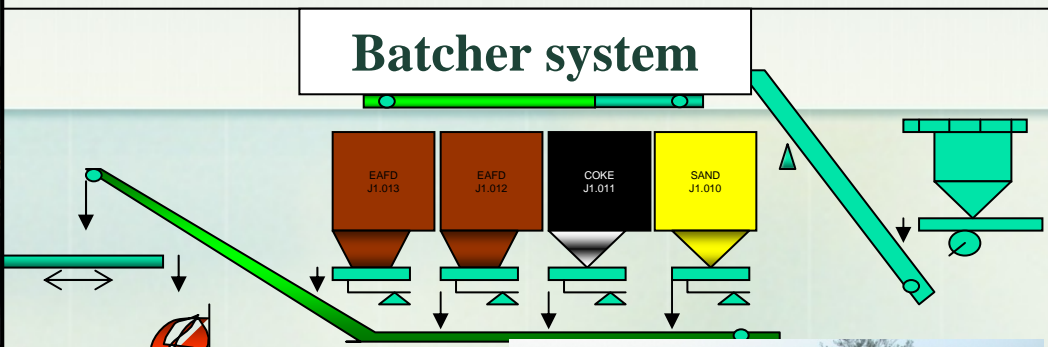 Batcher system
EAFD
J1.013
EAFD
J1.012
COKE
J1.011
SAND
J1.010